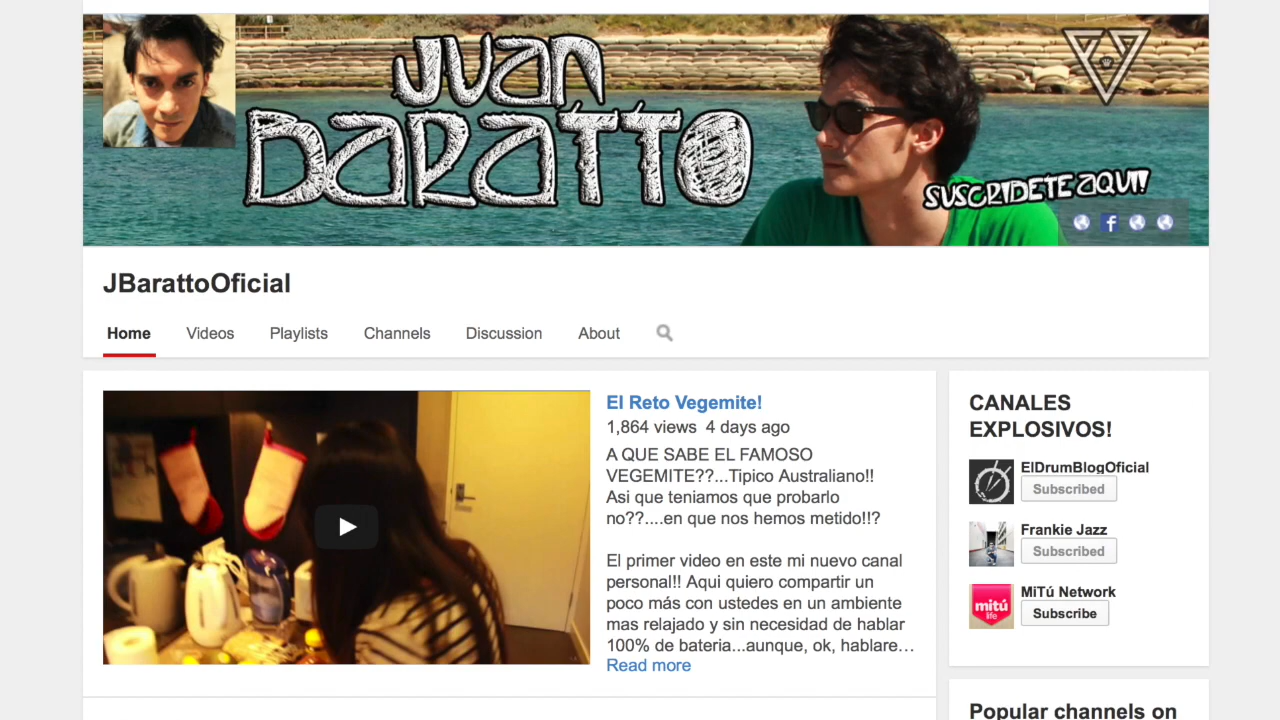 JUAN
BARATTO
SUSCRIBETE AQUI!
f
JBarattoOficial
Home Videos Playlists Channels Discussion About
El Reto Vegemite!
1,864 views 4 days ago
A QUE SABE EL FAMOSO
VEGEMITE??...Tipico Australiano!!
Asi que teniamos que probarlo
no??....en que nos hemos metido!!?
El primer video en este mi nuevo canal
personal!! Aqui quiero compartir un
poco más con ustedes en un ambiente
mas relajado y sin necesidad de hablar
100% de bateria...aunque, ok, hablare…
Read more
CANALES
EXPLOSIVOS!
ElDrumBlogOficial
Subscribed
Frankie Jazz
Subscribed
mitú
life
MiTú Network
Subscribe
Popular channels on